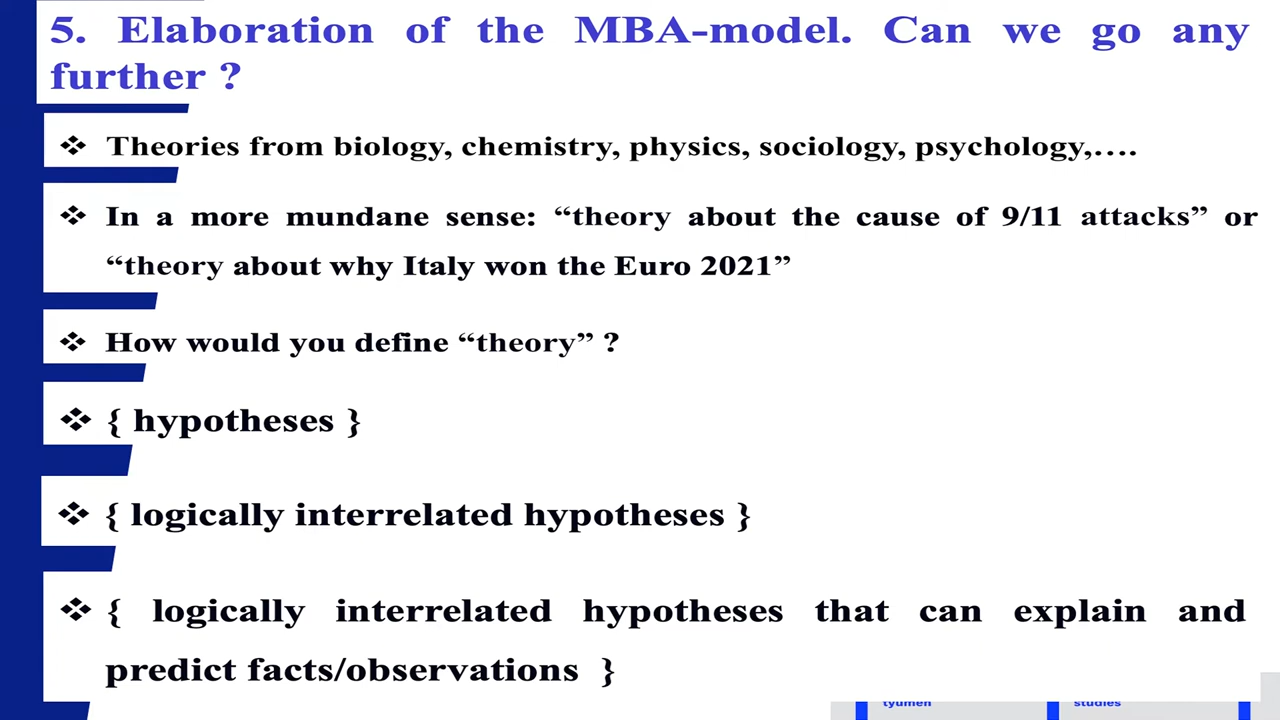 5. Elaboration of the MBA-model. Can we go any
further ?
❖ Theories from biology, chemistry, physics, sociology, psychology,….
❖ In a more mundane sense: “theory about the cause of 9/11 attacks” or
“theory about why Italy won the Euro 2021”
❖ How would you define “theory” ?
❖ { hypotheses }
❖ { logically interrelated hypotheses }
❖ { logically interrelated hypotheses that can explain and
predict facts/observations }
tyumen studies